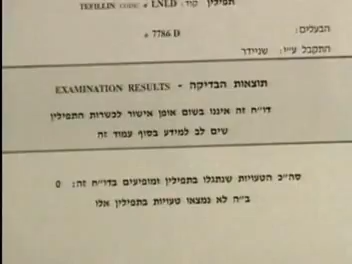 תפילין קוד: TEFILLIN CODE: # LNLD
הבעלים: # 7786 D
התקבל ע"י: שניידר
תוצאות הבדיקה - EXAMINATION RESULTS
דו"ח זה איננו בשום אופן אישור לכשרות התפילין
שים לב למידע בסוף עמוד זה
סה"כ הטעויות שנתגלו בתפילין ומופיעים בדו"ח זה: 0
ב"ה לא נמצאו טעויות בתפילין אלו